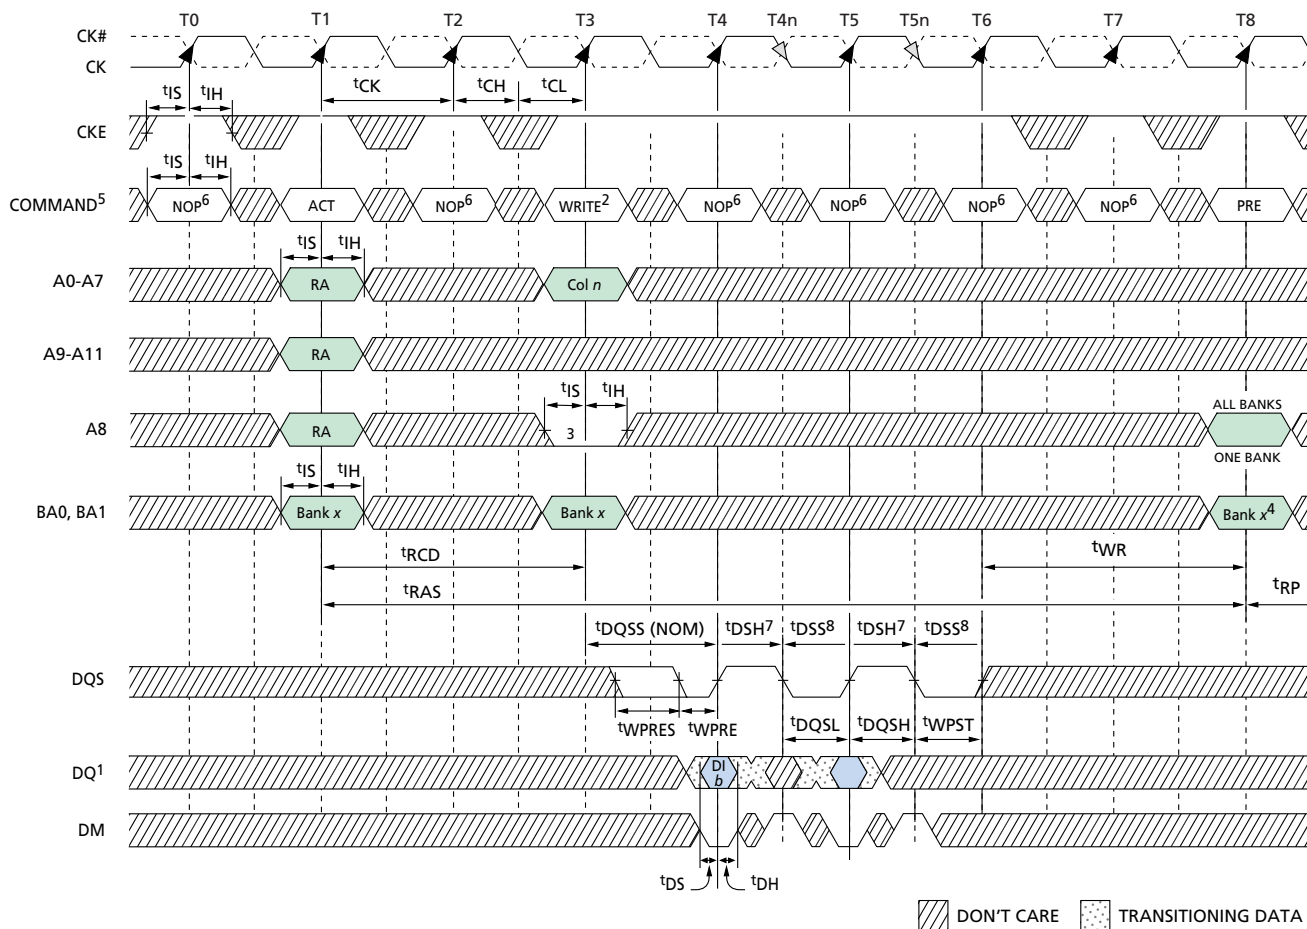 T0 T1 T2 T3 T4 T4n T5 T5n T6 T7 T8
CK#
CK
tCK tCH tCL
tIS tIH
CKE
tIS tIH
COMMAND5 NOP6 ACT NOP6 WRITE2 NOP6 NOP6 NOP6 NOP6 PRE
tIS tIH
A0-A7 RA Col n
A9-A11 RA
tIS tIH
ALL BANKS
A8 RA 3
ONE BANK
tIS tIH
BA0, BA1 Bank x Bank x Bank x4
tRCD tWR
tRAS tRP
tDQSS (NOM) tDSH7 tDSS8 tDSH7 tDSS8
DQS
tWPRES tWPRE tDQSL tDQSH tWPST
DQ1 DI
b
DM
tDS tDH
DON'T CARE TRANSITIONING DATA